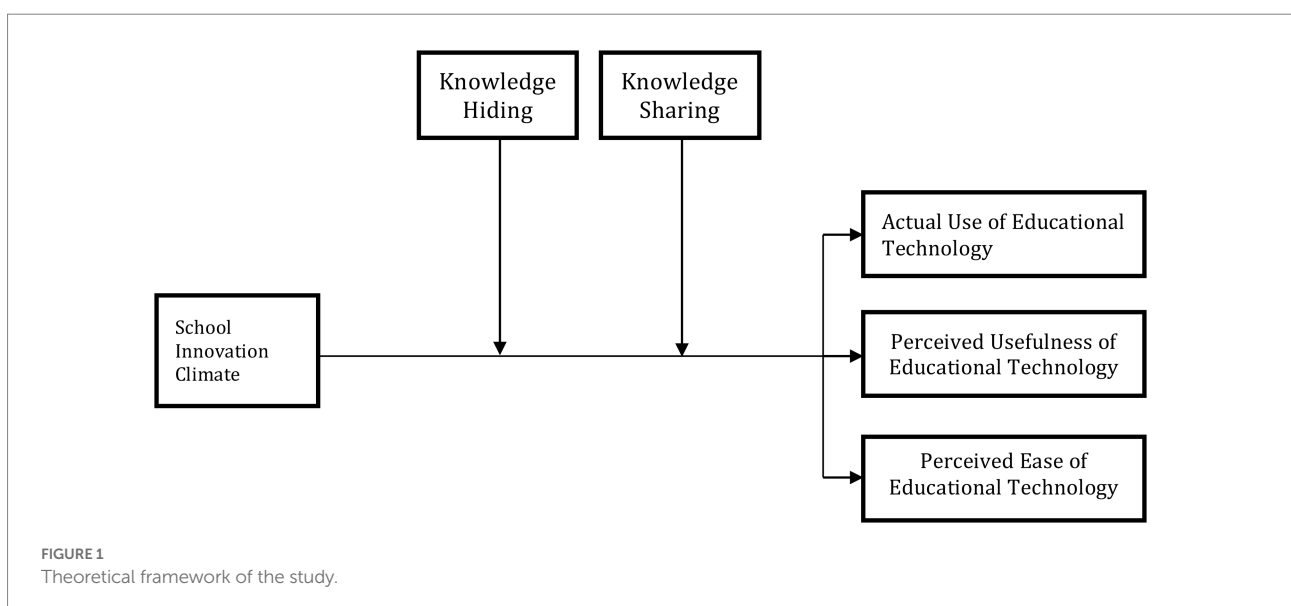 Knowledge
Hiding
Knowledge
Sharing
Actual Use of Educational
Technology
School
Innovation
Climate
Perceived Usefulness of
Educational Technology
Perceived Ease of
Educational Technology
FIGURE 1
Theoretical framework of the study.